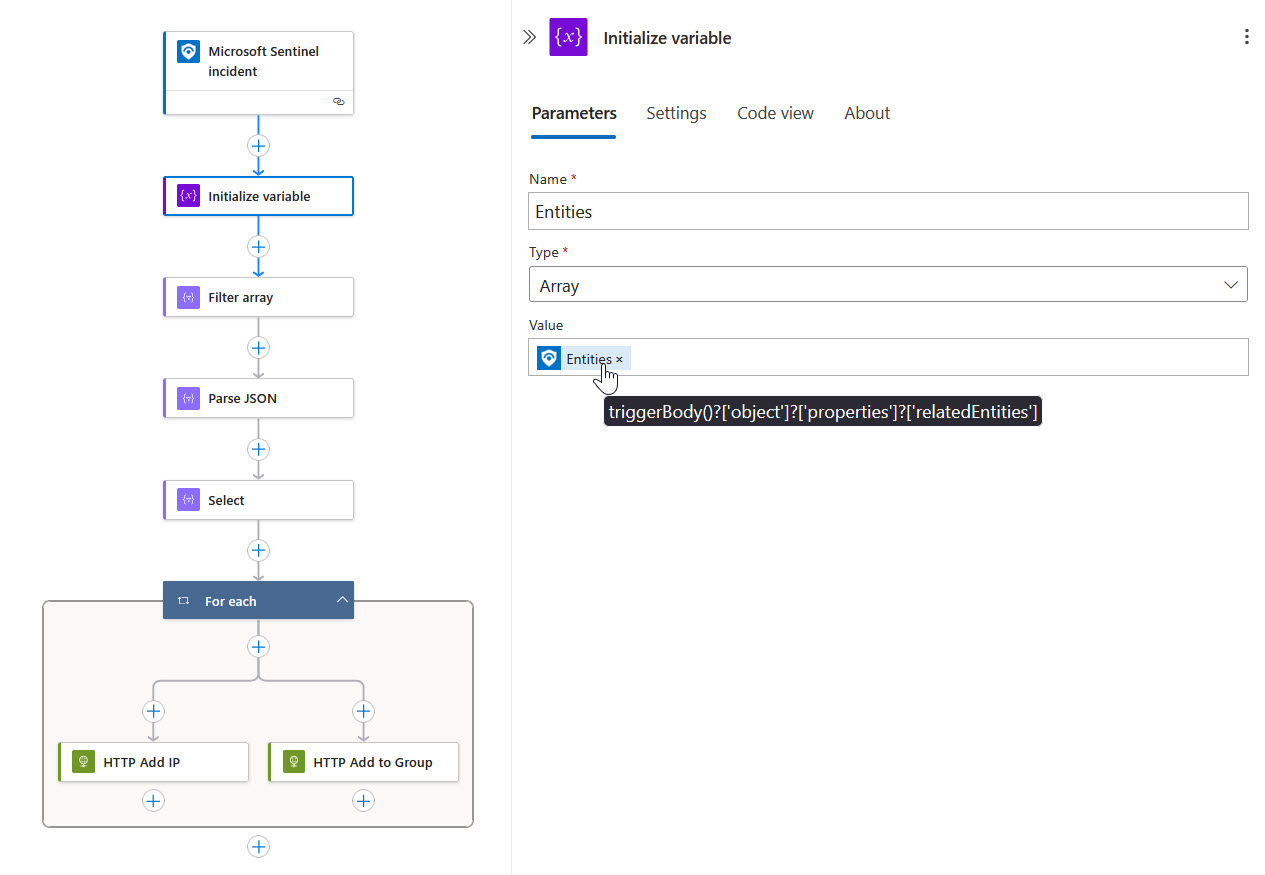 Microsoft Sentinel
incident
Initialize variable
Filter array
Parse JSON
Select
For each
HTTP Add IP
HTTP Add to Group
{x} Initialize variable
Parameters Settings Code view About
Name *
Entities
Type *
Array
Value
Entities ×
triggerBody()?['object']?['properties']?['relatedEntities']